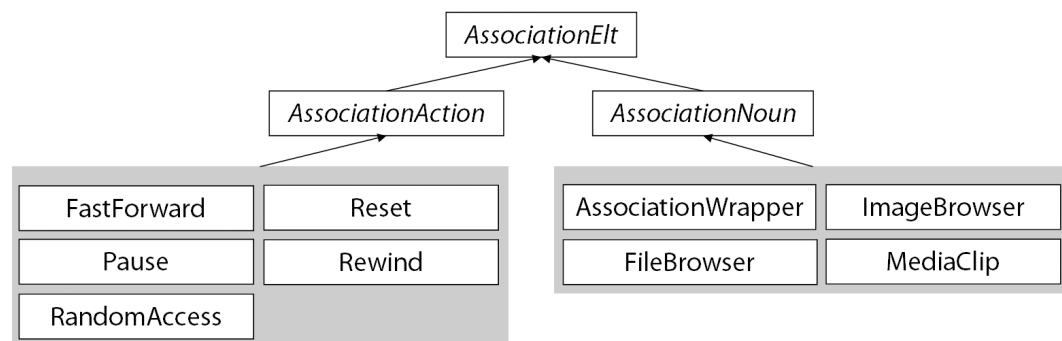 AssociationElt
AssociationAction
AssociationNoun
FastForward
Reset
Pause
Rewind
RandomAccess
AssociationWrapper
ImageBrowser
FileBrowser
MediaClip